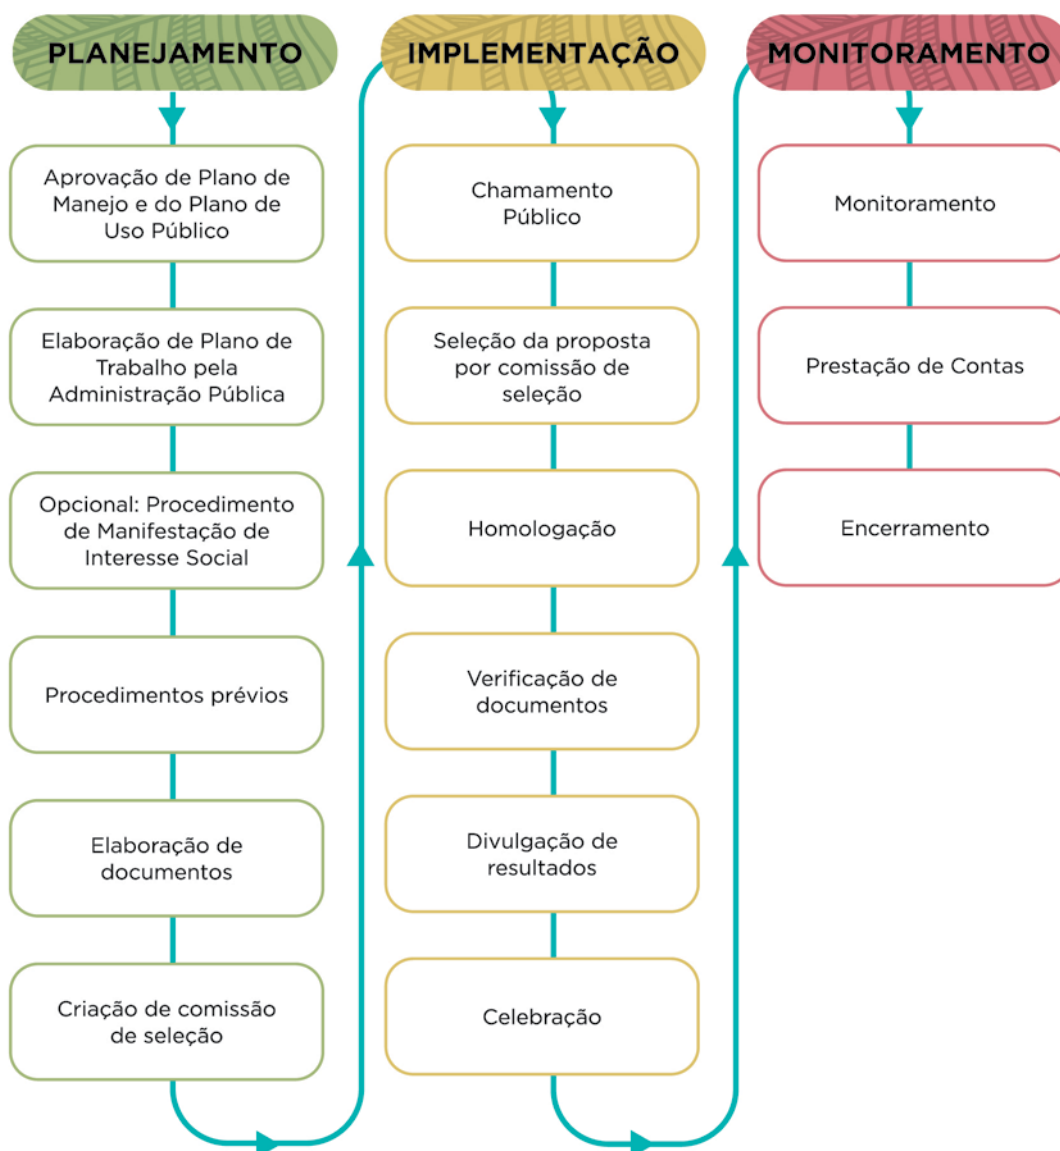 PLANEJAMENTO
Aprovação de Plano de
Manejo e do Plano de
Uso Público
Elaboração de Plano de
Trabalho pela
Administração Pública
Opcional: Procedimento
de Manifestação de
Interesse Social
Procedimentos prévios
Elaboração de
documentos
Criação de comissão
de seleção
IMPLEMENTAÇÃO
Chamamento
Público
Seleção da proposta
por comissão de
seleção
Homologação
Verificação de
documentos
Divulgação de
resultados
Celebração
MONITORAMENTO
Monitoramento
Prestação de Contas
Encerramento